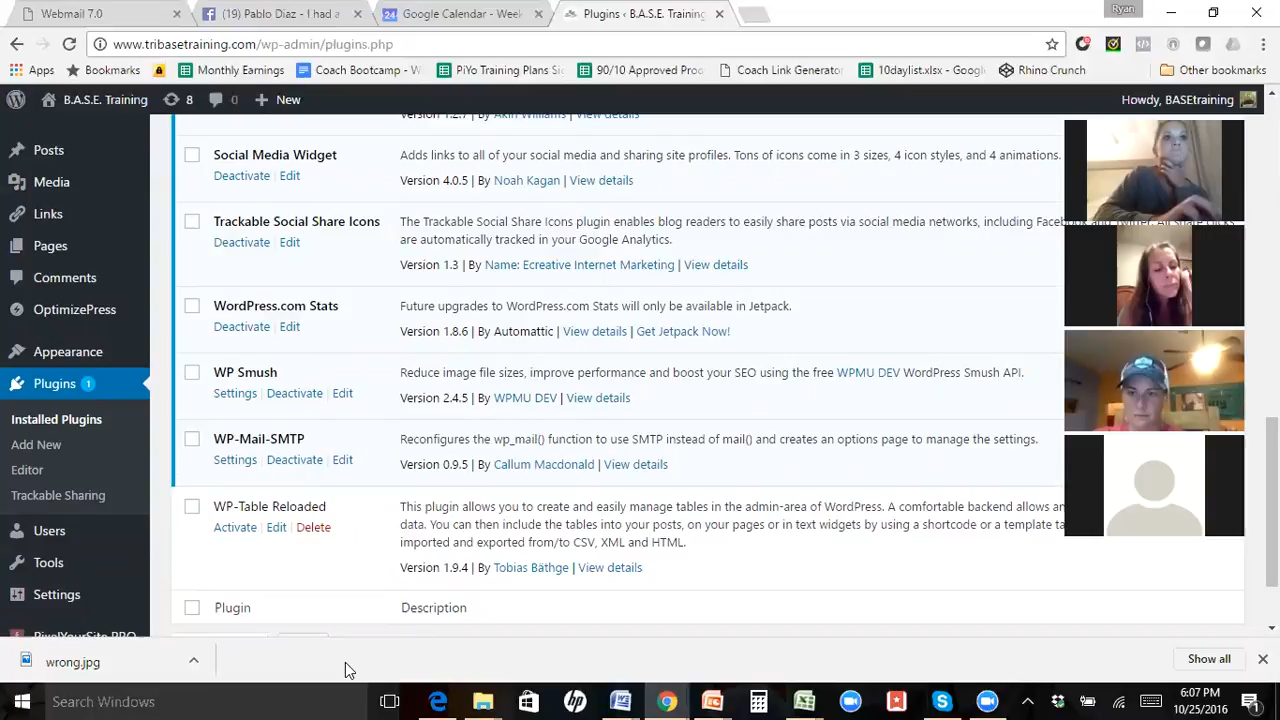 Webmail 7.0
(19) Pablo Diaz - I had a
Google Calendar - Week
Plugins ‹ B.A.S.E. Training
Ryan
www.tribasetraining.com/wp-admin/plugins.php
Apps
Bookmarks
Monthly Earnings
Coach Bootcamp - W
PiYo Training Plans Si
90/10 Approved Pro
Coach Link Generator
10daylist.xlsx - Googl
Rhino Crunch
Other bookmarks
B.A.S.E. Training
8
0
New
Howdy, BASEtraining
Posts
Media
Links
Pages
Comments
OptimizePress
Appearance
Plugins 1
Installed Plugins
Add New
Editor
Trackable Sharing
Users
Tools
Settings
PixelYourSite PRO
Version 1.2.7 | By Akin Williams | View details
Social Media Widget
Deactivate | Edit
Adds links to all of your social media and sharing site profiles. Tons of icons come in 3 sizes, 4 icon styles, and 4 animations.
Version 4.0.5 | By Noah Kagan | View details
Trackable Social Share Icons
Deactivate | Edit
The Trackable Social Share Icons plugin enables blog readers to easily share posts via social media networks, including Facebook and Twitter. All share clicks
are automatically tracked in your Google Analytics.
Version 1.3 | By Name: Ecreative Internet Marketing | View details
WordPress.com Stats
Deactivate | Edit
Future upgrades to WordPress.com Stats will only be available in Jetpack.
Version 1.8.6 | By Automattic | View details | Get Jetpack Now!
WP Smush
Settings | Deactivate | Edit
Reduce image file sizes, improve performance and boost your SEO using the free WPMU DEV WordPress Smush API.
Version 2.4.5 | By WPMU DEV | View details
WP-Mail-SMTP
Settings | Deactivate | Edit
Reconfigures the wp_mail() function to use SMTP instead of mail() and creates an options page to manage the settings.
Version 0.9.5 | By Callum Macdonald | View details
WP-Table Reloaded
Activate | Edit | Delete
This plugin allows you to create and easily manage tables in the admin-area of WordPress. A comfortable backend allows an
data. You can then include the tables into your posts, on your pages or in text widgets by using a shortcode or a template ta
imported and exported from/to CSV, XML and HTML.
Version 1.9.4 | By Tobias Bäthge | View details
Plugin
Description
wrong.jpg
Show all
Search Windows
6:07 PM
10/25/2016